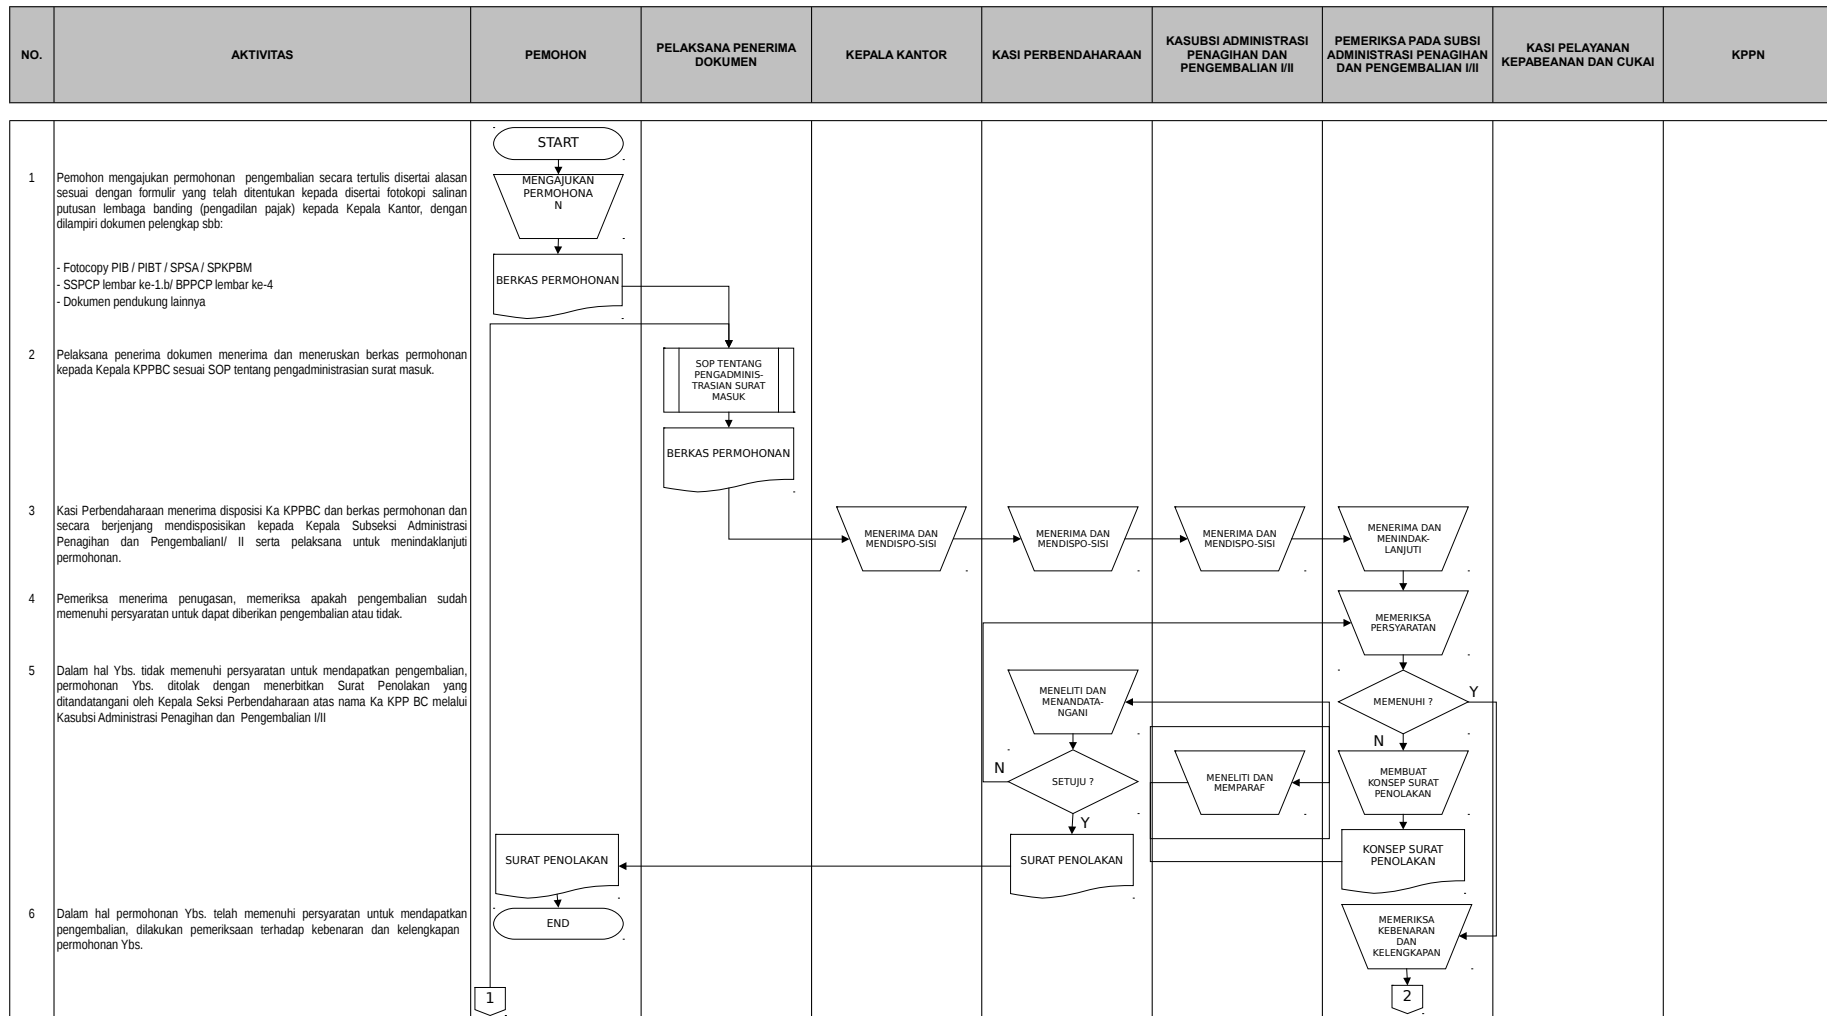 NO.
AKTIVITAS
PEMOHON
PELAKSANA PENERIMA
DOKUMEN
KEPALA KANTOR
KASI PERBENDAHARAAN
KASUBSI ADMINISTRASI
PENAGIHAN DAN
PENGEMBALIAN I/II
PEMERIKSA PADA SUBSI
ADMINISTRASI PENAGIHAN
DAN PENGEMBALIAN I/II
KASI PELAYANAN
KEPABEANAN DAN CUKAI
KPPN
START
1
Pemohon mengajukan permohonan pengembalian secara tertulis disertai alasan
sesuai dengan formulir yang telah ditentukan kepada disertai fotokopi salinan
putusan lembaga banding (pengadilan pajak) kepada Kepala Kantor, dengan
dilampiri dokumen pelengkap sbb:
- Fotocopy PIB / PIBT / SPSA / SPKPBM
- SSPCP lembar ke-1.b/ BPPCP lembar ke-4
- Dokumen pendukung lainnya
MENGAJUKAN
PERMOHONA
N
BERKAS PERMOHONAN
2
Pelaksana penerima dokumen menerima dan meneruskan berkas permohonan
kepada Kepala KPPBC sesuai SOP tentang pengadministrasian surat masuk.
SOP TENTANG
PENGADMINIS-
TRASIAN SURAT
MASUK
BERKAS PERMOHONAN
3
Kasi Perbendaharaan menerima disposisi Ka KPPBC dan berkas permohonan dan
secara berjenjang mendisposisikan kepada Kepala Subseksi Administrasi
Penagihan dan PengembalianI/ II serta pelaksana untuk menindaklanjuti
permohonan.
MENERIMA DAN
MENDISPO-SISI
MENERIMA DAN
MENDISPO-SISI
MENERIMA DAN
MENDISPO-SISI
MENERIMA DAN
MENINDAK-
LANJUTI
4
Pemeriksa menerima penugasan, memeriksa apakah pengembalian sudah
memenuhi persyaratan untuk dapat diberikan pengembalian atau tidak.
MEMERIKSA
PERSYARATAN
5
Dalam hal Ybs. tidak memenuhi persyaratan untuk mendapatkan pengembalian,
permohonan Ybs. ditolak dengan menerbitkan Surat Penolakan yang
ditandatangani oleh Kepala Seksi Perbendaharaan atas nama Ka KPP BC melalui
Kasubsi Administrasi Penagihan dan Pengembalian I/II
MENELITI DAN
MENANDATA-
NGANI
MEMENUHI ?
Y
N
N
SETUJU ?
Y
MENELITI DAN
MEMPARAF
MEMBUAT
KONSEP SURAT
PENOLAKAN
SURAT PENOLAKAN
SURAT PENOLAKAN
KONSEP SURAT
PENOLAKAN
6
Dalam hal permohonan Ybs. telah memenuhi persyaratan untuk mendapatkan
pengembalian, dilakukan pemeriksaan terhadap kebenaran dan kelengkapan
permohonan Ybs.
END
MEMERIKSA
KEBENARAN
DAN
KELENGKAPAN
1
2